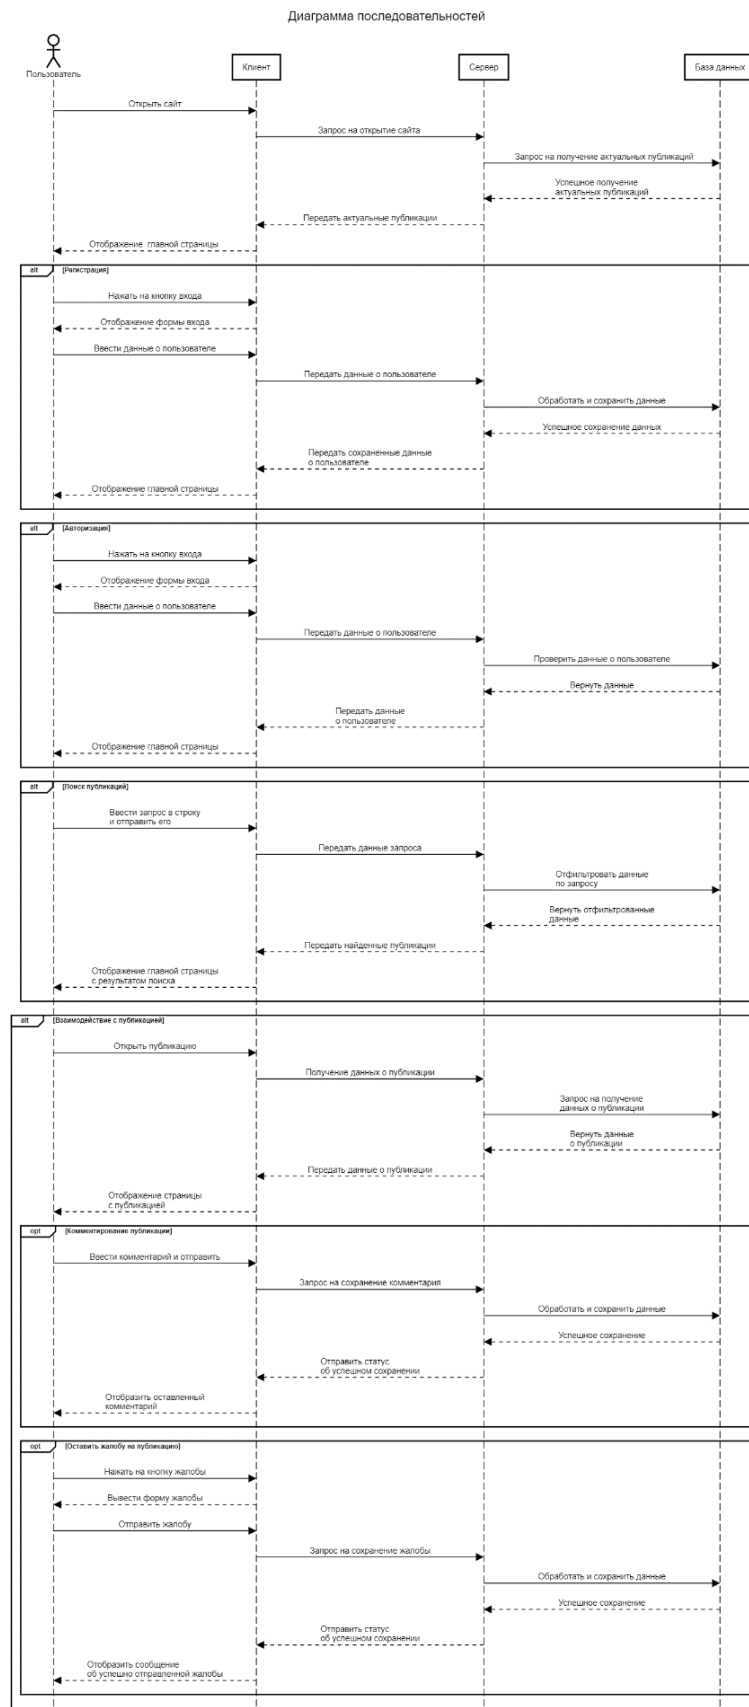 Диаграмма последовательностей
Пользователь
Клиент
Сервер
База данных
Открыть сайт
Запрос на открытие сайта
Запрос на получение актуальных публикаций
Успешное получение
актуальных публикаций
Передать актуальные публикации
Отображение главной страницы
alt
[Регистрация]
Нажать на кнопку входа
Отображение формы входа
Ввести данные о пользователе
Передать данные о пользователе
Обработать и сохранить данные
Успешное сохранение данных
Передать сохраненные данные
о пользователе
Отображение главной страницы
alt
[Авторизация]
Нажать на кнопку входа
Отображение формы входа
Ввести данные о пользователе
Передать данные о пользователе
Проверить данные о пользователе
Вернуть данные
Передать данные
о пользователе
Отображение главной страницы
alt
[Поиск публикаций]
Ввести запрос в строку
и отправить его
Передать данные запроса
Отфильтровать данные
по запросу
Вернуть отфильтрованные
данные
Передать найденные публикации
Отображение главной страницы
с результатом поиска
alt
[Взаимодействие с публикацией]
Открыть публикацию
Получение данных о публикации
Запрос на получение
данных о публикации
Вернуть данные
о публикации
Передать данные о публикации
Отображение страницы
с публикацией
opt
[Комментирование публикации]
Ввести комментарий и отправить
Запрос на сохранение комментария
Обработать и сохранить данные
Успешное сохранение
Отправить статус
об успешном сохранении
Отобразить оставленный
комментарий
opt
[Оставить жалобу на публикацию]
Нажать на кнопку жалобы
Вывести форму жалобы
Отправить жалобу
Запрос на сохранение жалобы
Обработать и сохранить данные
Успешное сохранение
Отправить статус
об успешном сохранении
Отобразить сообщение
об успешно отправленной жалобы